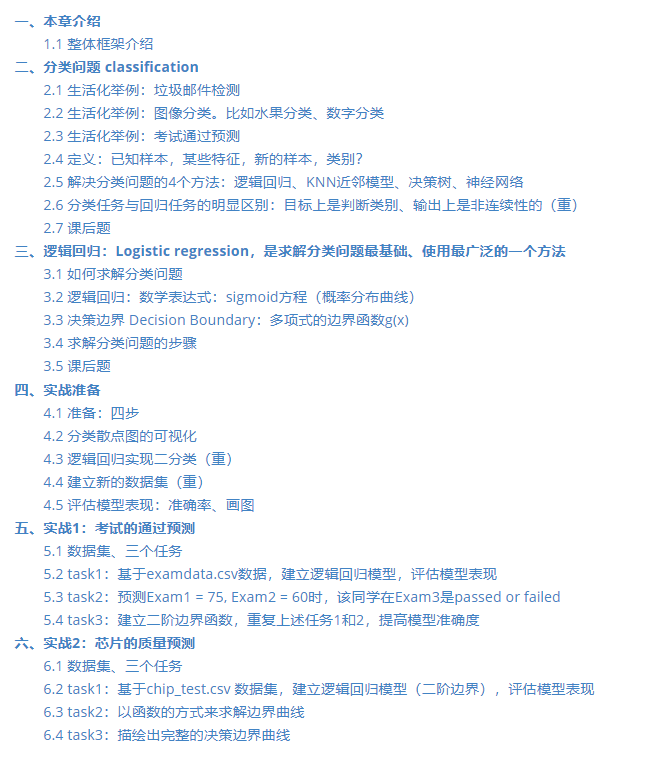 一、本章介绍
1.1 整体框架介绍
二、分类问题 classification
2.1 生活化举例：垃圾邮件检测
2.2 生活化举例：图像分类。比如水果分类、数字分类
2.3 生活化举例：考试通过预测
2.4 定义：已知样本，某些特征，新的样本，类别？
2.5 解决分类问题的4个方法：逻辑回归、KNN近邻模型、决策树、神经网络
2.6 分类任务与回归任务的明显区别：目标上是判断类别、输出上是非连续性的（重）
2.7 课后题
三、逻辑回归：Logistic regression，是求解分类问题最基础、使用最广泛的一个方法
3.1 如何求解分类问题
3.2 逻辑回归：数学表达式：sigmoid方程（概率分布曲线）
3.3 决策边界 Decision Boundary：多项式的边界函数g(x)
3.4 求解分类问题的步骤
3.5 课后题
四、实战准备
4.1 准备：四步
4.2 分类散点图的可视化
4.3 逻辑回归实现二分类（重）
4.4 建立新的数据集（重）
4.5 评估模型表现：准确率、画图
五、实战1：考试的通过预测
5.1 数据集、三个任务
5.2 task1：基于examdata.csv数据，建立逻辑回归模型，评估模型表现
5.3 task2：预测Exam1 = 75, Exam2 = 60时，该同学在Exam3是passed or failed
5.4 task3：建立二阶边界函数，重复上述任务1和2，提高模型准确度
六、实战2：芯片的质量预测
6.1 数据集、三个任务
6.2 task1：基于chip_test.csv 数据集，建立逻辑回归模型（二阶边界），评估模型表现
6.3 task2：以函数的方式来求解边界曲线
6.4 task3：描绘出完整的决策边界曲线